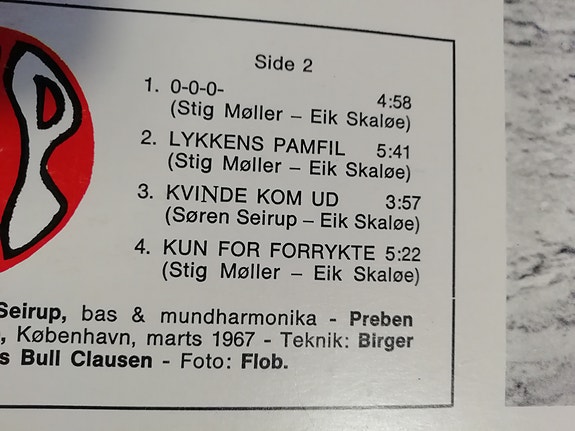 Side 2
1. 0-0-0- 4:58
(Stig Møller – Eik Skaløe)
2. LYKKENS PAMFIL 5:41
(Stig Møller – Eik Skaløe)
3. KVINDE KOM UD 3:57
(Søren Seirup – Eik Skaløe)
4. KUN FOR FORRYKTE 5:22
(Stig Møller – Eik Skaløe)
Seirup, bas & mundharmonika - Preben
, København, marts 1967 - Teknik: Birger
s Bull Clausen - Foto: Flob.